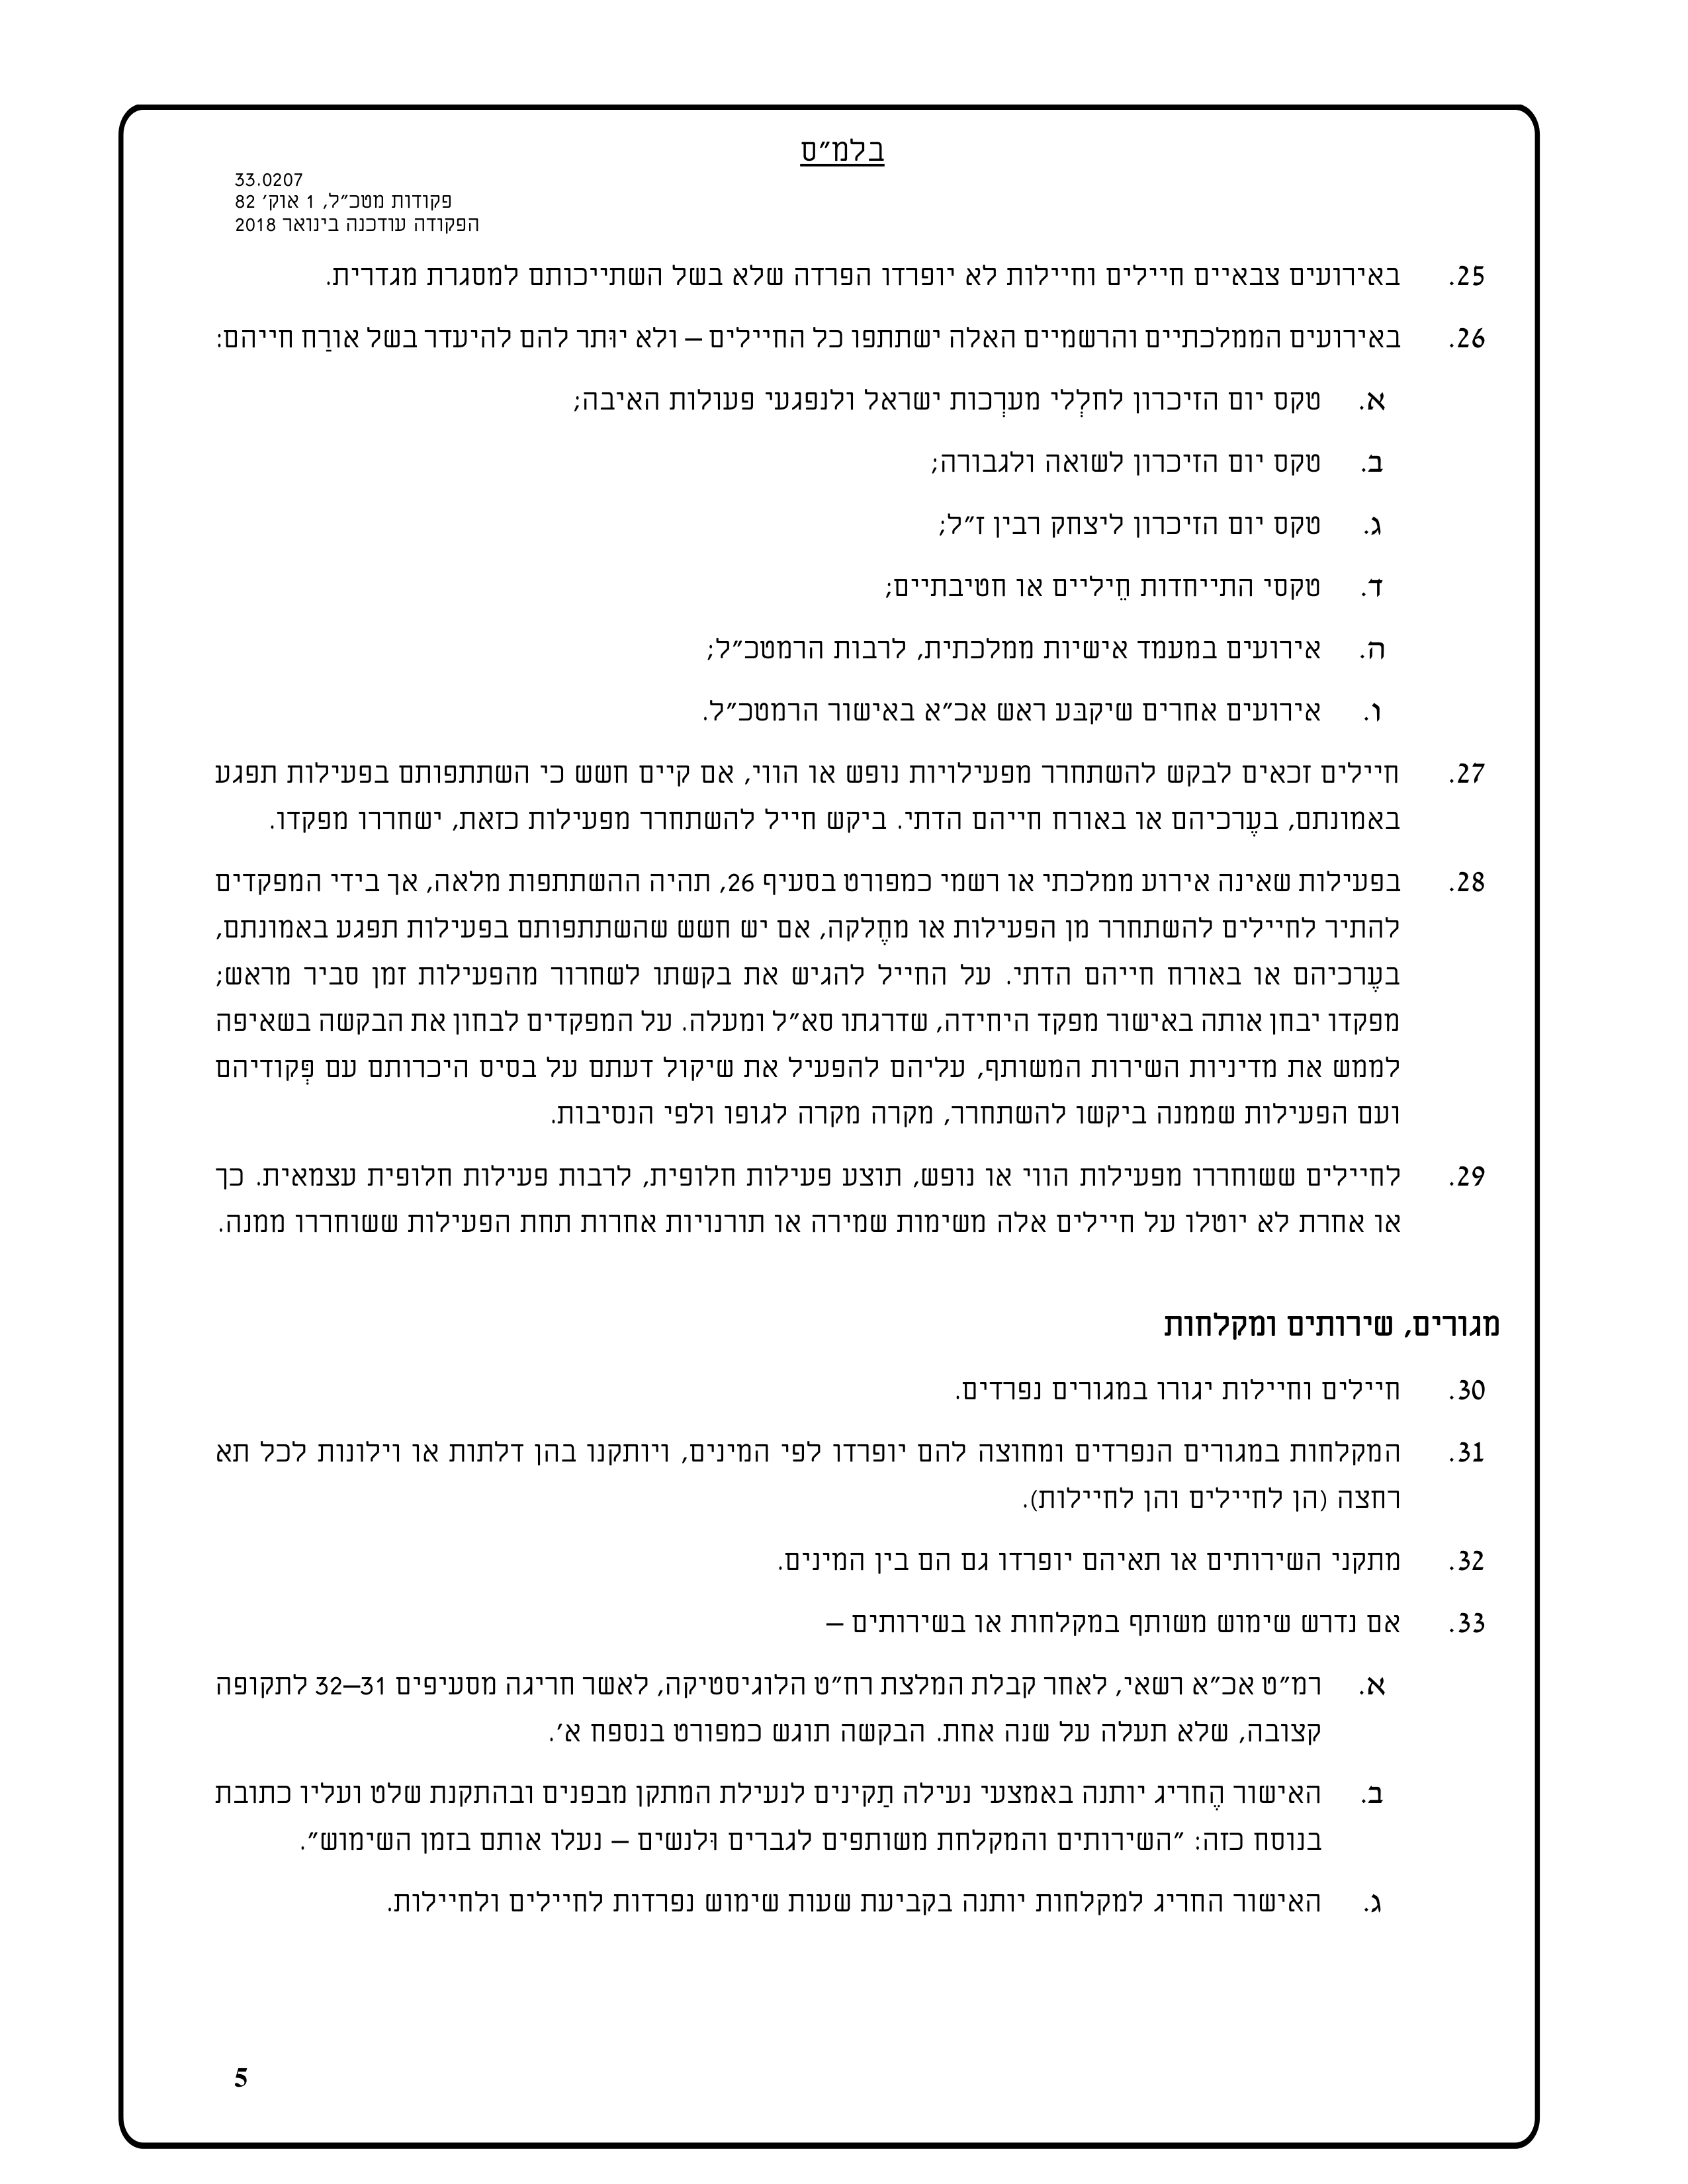 בלמ״ס
33.0207
פקודות מטכ״ל, 1 אוק׳ 82
הפקודה עודכנה בינואר 2018
25. באירועים צבאיים חיילים וחיילות לא יופרדו הפרדה שלא בשל השתייכותם למסגרת מגדרית.
26. באירועים הממלכתיים והרשמיים האלה ישתתפו כל החיילים – ולא יוּתר להם להיעדר בשל אורַח חייהם:
א. טקס יום הזיכרון לחלְלי מערְכות ישראל ולנפגעי פעולות האיבה;
ב. טקס יום הזיכרון לשואה ולגבורה;
ג. טקס יום הזיכרון ליצחק רבין ז״ל;
ד. טקסי התייחדות חֵיליים או חטיבתיים;
ה. אירועים במעמד אישיות ממלכתית, לרבות הרמטכ״ל;
ו. אירועים אחרים שיקבּע ראש אכ״א באישור הרמטכ״ל.
27. חיילים זכאים לבקש להשתחרר מפעילויות נופש או הווי, אם קיים חשש כי השתתפותם בפעילות תפגע
באמונתם, בעֶרכיהם או באורח חייהם הדתי. ביקש חייל להשתחרר מפעילות כזאת, ישחררו מפקדו.
28. בפעילות שאינה אירוע ממלכתי או רשמי כמפורט בסעיף 26, תהיה ההשתתפות מלאה, אך בידי המפקדים
להתיר לחיילים להשתחרר מן הפעילות או מחֶלקה, אם יש חשש שהשתתפותם בפעילות תפגע באמונתם,
בעֶרכיהם או באורח חייהם הדתי. על החייל להגיש את בקשתו לשחרור מהפעילות זמן סביר מראש;
מפקדו יבחן אותה באישור מפקד היחידה, שדרגתו סא״ל ומעלה. על המפקדים לבחון את הבקשה בשאיפה
לממש את מדיניות השירות המשותף, עליהם להפעיל את שיקול דעתם על בסיס היכרותם עם פְּקודיהם
ועם הפעילות שממנה ביקשו להשתחרר, מקרה מקרה לגופו ולפי הנסיבות.
29. לחיילים ששוחררו מפעילות הווי או נופש, תוצע פעילות חלופית, לרבות פעילות חלופית עצמאית. כך
או אחרת לא יוטלו על חיילים אלה משימות שמירה או תורנויות אחרות תחת הפעילות ששוחררו ממנה.
מגורים, שירותים ומקלחות
30. חיילים וחיילות יגורו במגורים נפרדים.
31. המקלחות במגורים הנפרדים ומחוצה להם יופרדו לפי המינים, ויותקנו בהן דלתות או וילונות לכל תא
רחצה (הן לחיילים והן לחיילות).
32. מתקני השירותים או תאיהם יופרדו גם הם בין המינים.
33. אם נדרש שימוש משותף במקלחות או בשירותים –
א. רמ״ט אכ״א רשאי, לאחר קבלת המלצת רח״ט הלוגיסטיקה, לאשר חריגה מסעיפים 31–32 לתקופה
קצובה, שלא תעלה על שנה אחת. הבקשה תוגש כמפורט בנספח א׳.
ב. האישור הֶחריג יותנה באמצעי נעילה תַקינים לנעילת המתקן מבפנים ובהתקנת שלט ועליו כתובת
בנוסח כזה: ״השירותים והמקלחת משותפים לגברים וּלנשים – נעלו אותם בזמן השימוש״.
ג. האישור החריג למקלחות יותנה בקביעת שעות שימוש נפרדות לחיילים ולחיילות.
5